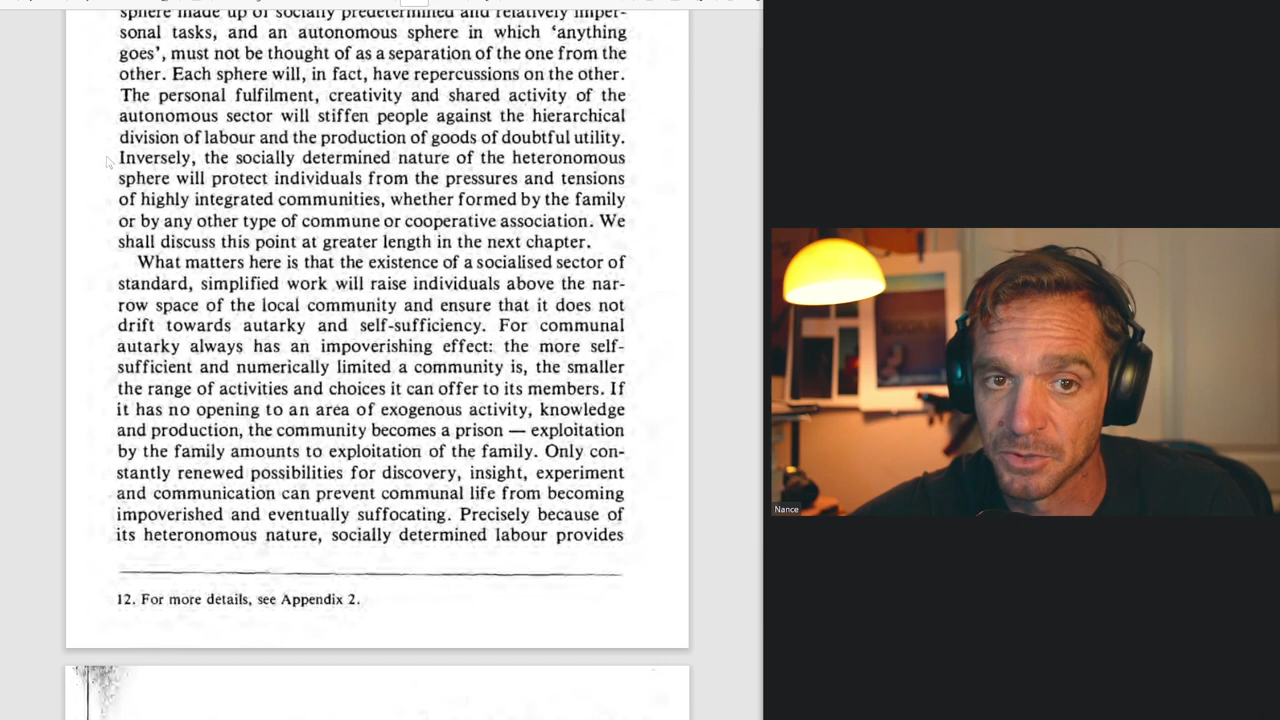 sphere made up of socially predetermined and relatively imper-
sonal tasks, and an autonomous sphere in which ‘anything
goes’, must not be thought of as a separation of the one from the
other. Each sphere will, in fact, have repercussions on the other.
The personal fulfilment, creativity and shared activity of the
autonomous sector will stiffen people against the hierarchical
division of labour and the production of goods of doubtful utility.
Inversely, the socially determined nature of the heteronomous
sphere will protect individuals from the pressures and tensions
of highly integrated communities, whether formed by the family
or by any other type of commune or cooperative association. We
shall discuss this point at greater length in the next chapter.
What matters here is that the existence of a socialised sector of
standard, simplified work will raise individuals above the nar-
row space of the local community and ensure that it does not
drift towards autarky and self-sufficiency. For communal
autarky always has an impoverishing effect: the more self-
sufficient and numerically limited a community is, the smaller
the range of activities and choices it can offer to its members. If
it has no opening to an area of exogenous activity, knowledge
and production, the community becomes a prison — exploitation
by the family amounts to exploitation of the family. Only con-
stantly renewed possibilities for discovery, insight, experiment
and communication can prevent communal life from becoming
impoverished and eventually suffocating. Precisely because of
its heteronomous nature, socially determined labour provides
12. For more details, see Appendix 2.
Nance